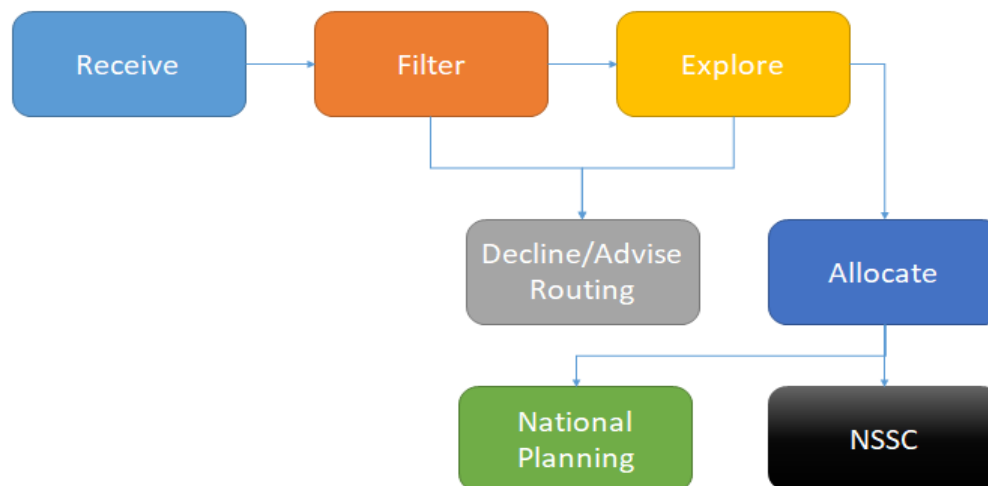 Receive
Filter
Explore
Decline/Advise
Routing
Allocate
National
Planning
NSSC